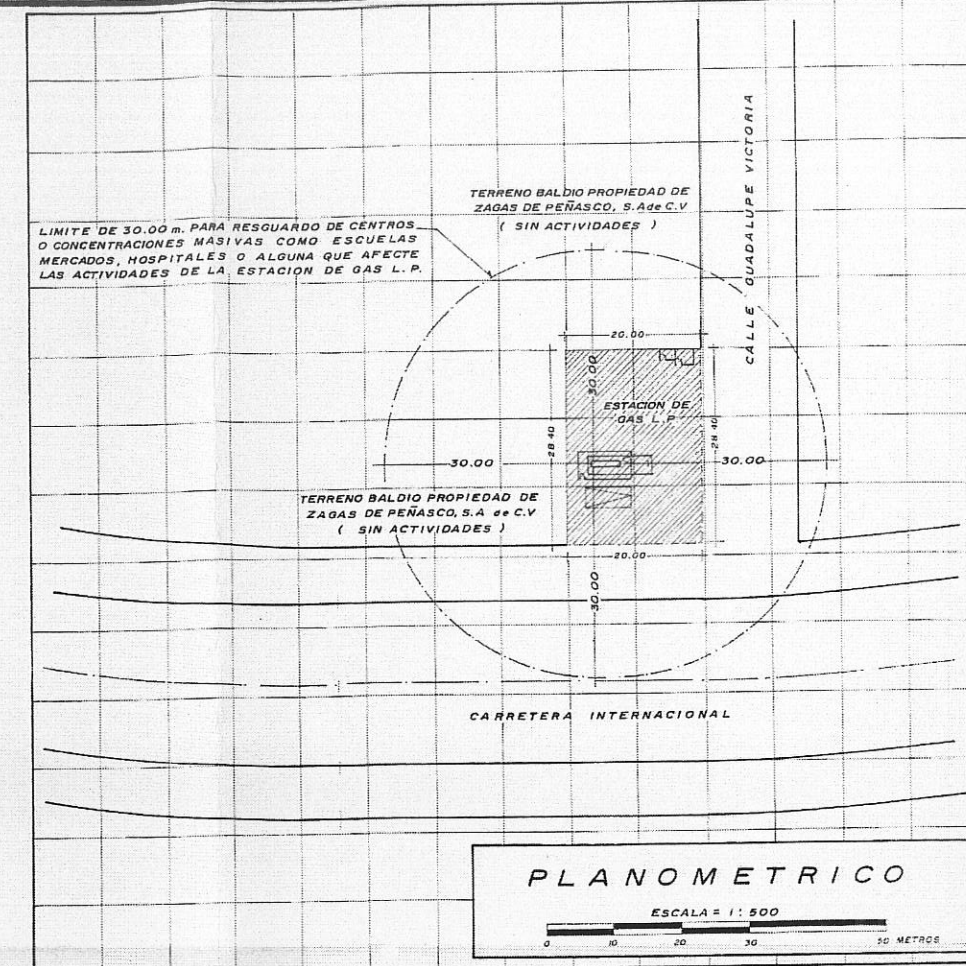 TERRENO BALDIO PROPIEDAD DE
ZAGAS DE PEÑASCO, S.A de C.V
( SIN ACTIVIDADES )
CALLE GUADALUPE VICTORIA
LIMITE DE 30.00 m. PARA RESGUARDO DE CENTROS
O CONCENTRACIONES MASIVAS COMO ESCUELAS
MERCADOS, HOSPITALES O ALGUNA QUE AFECTE
LAS ACTIVIDADES DE LA ESTACION DE GAS L.P.
20.00
30.00
ESTACION DE
GAS L.P
28.40
28.40
30.00
30.00
TERRENO BALDIO PROPIEDAD DE
ZAGAS DE PEÑASCO, S.A de C.V
( SIN ACTIVIDADES )
20.00
30.00
CARRETERA INTERNACIONAL
PLANOMETRICO
ESCALA = 1:500
0 10 20 30 50 METROS